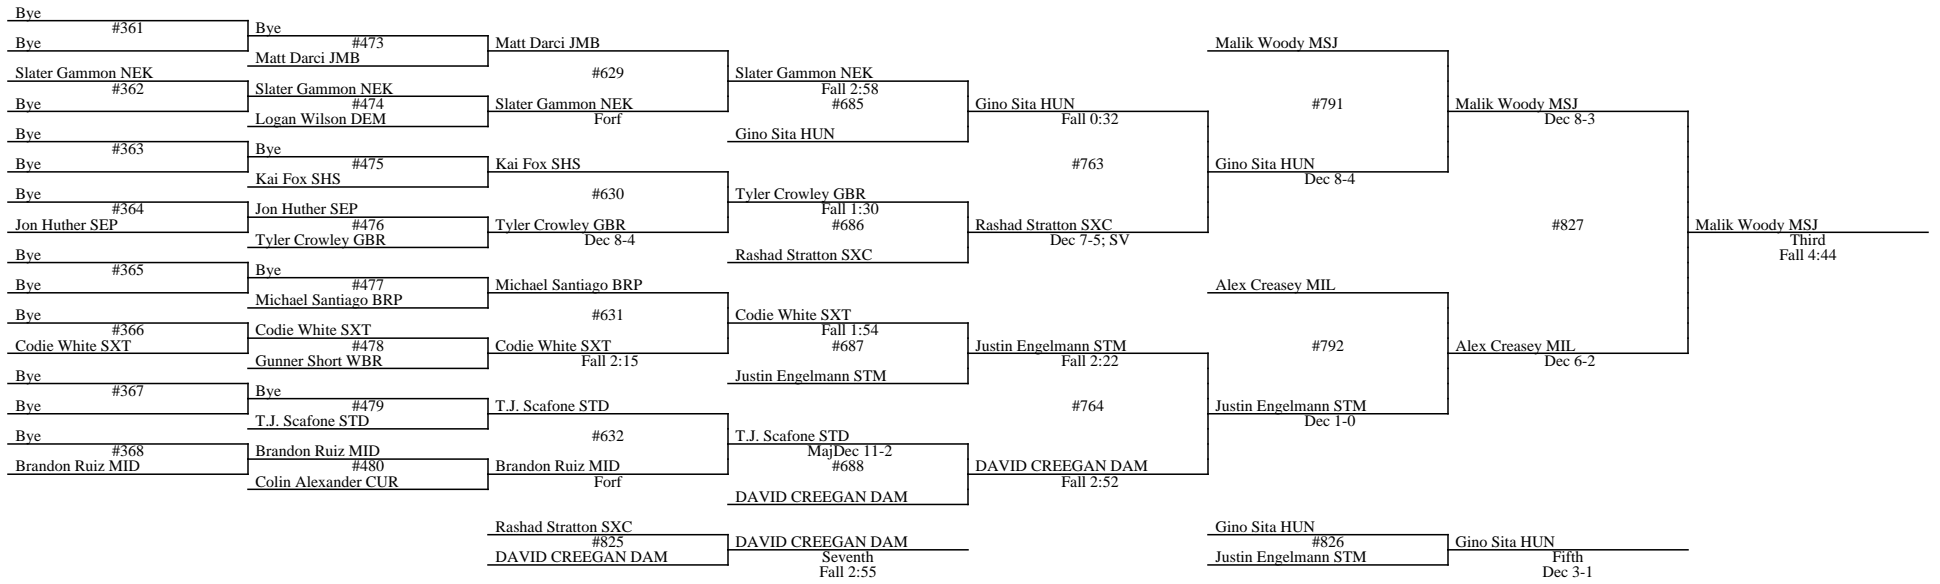 Bye
#361
Bye
Slater Gammon NEK
#362
Bye
Bye
#363
Bye
Bye
#364
Jon Huther SEP
Bye
#365
Bye
Bye
#366
Codie White SXT
Bye
#367
Bye
Bye
#368
Brandon Ruiz MID
Bye
#473
Matt Darci JMB
Slater Gammon NEK
#474
Logan Wilson DEM
Bye
#475
Kai Fox SHS
Jon Huther SEP
#476
Tyler Crowley GBR
Bye
#477
Michael Santiago BRP
Codie White SXT
#478
Gunner Short WBR
Bye
#479
T.J. Scafone STD
Brandon Ruiz MID
#480
Colin Alexander CUR
Matt Darci JMB
#629
Slater Gammon NEK
Forf
Kai Fox SHS
#630
Tyler Crowley GBR
Dec 8-4
Michael Santiago BRP
#631
Codie White SXT
Fall 2:15
T.J. Scafone STD
#632
Brandon Ruiz MID
Forf
Rashad Stratton SXC
#825
DAVID CREEGAN DAM
Slater Gammon NEK
Fall 2:58
#685
Gino Sita HUN
Tyler Crowley GBR
Fall 1:30
#686
Rashad Stratton SXC
Codie White SXT
Fall 1:54
#687
Justin Engelmann STM
T.J. Scafone STD
MajDec 11-2
#688
DAVID CREEGAN DAM
DAVID CREEGAN DAM
Seventh
Fall 2:55
Gino Sita HUN
Fall 0:32
#763
Rashad Stratton SXC
Dec 7-5; SV
Justin Engelmann STM
Fall 2:22
#764
DAVID CREEGAN DAM
Fall 2:52
Malik Woody MSJ
#791
Gino Sita HUN
Dec 8-4
Alex Creasey MIL
#792
Justin Engelmann STM
Dec 1-0
Gino Sita HUN
#826
Justin Engelmann STM
Malik Woody MSJ
Dec 8-3
#827
Alex Creasey MIL
Dec 6-2
Gino Sita HUN
Fifth
Dec 3-1
Malik Woody MSJ
Third
Fall 4:44